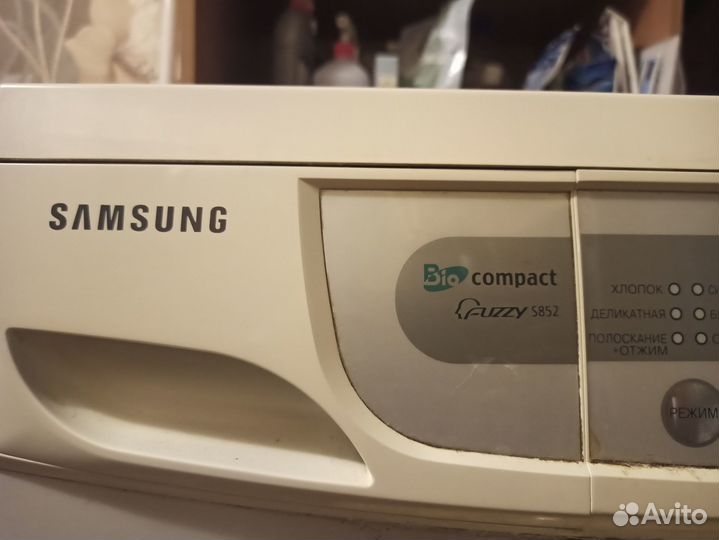 SAMSUNG
Bio compact
Fuzzy S852
ХЛОПОК
ДЕЛИКАТНАЯ
ПОЛОСКАНИЕ
+ОТЖИМ
РЕЖИМ
Avito